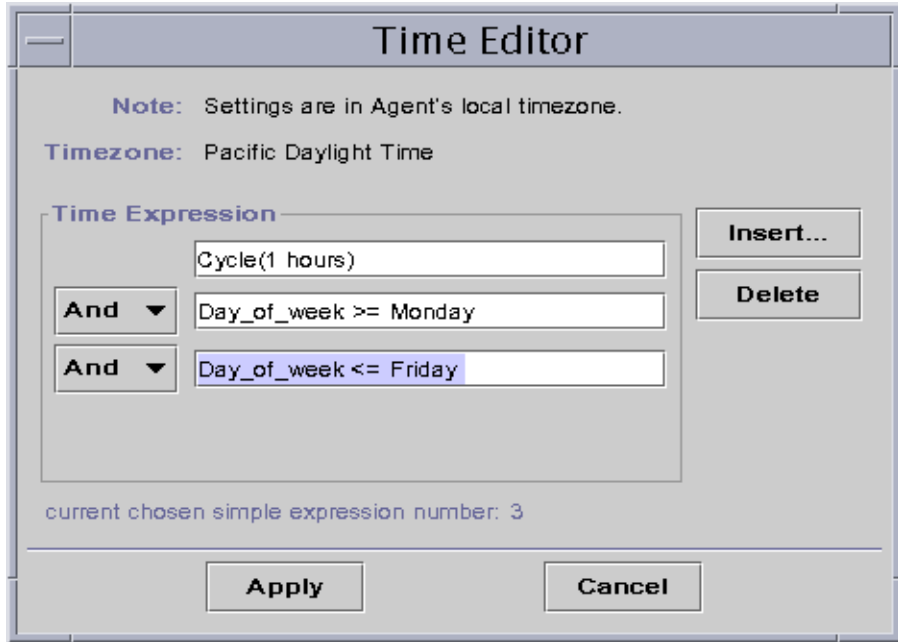 Time Editor
Note: Settings are in Agent's local timezone.
Timezone: Pacific Daylight Time
Time Expression
Insert...
Cycle(1 hours)
Delete
And Day_of_week >= Monday
And Day_of_week <= Friday
current chosen simple expression number: 3
Apply Cancel